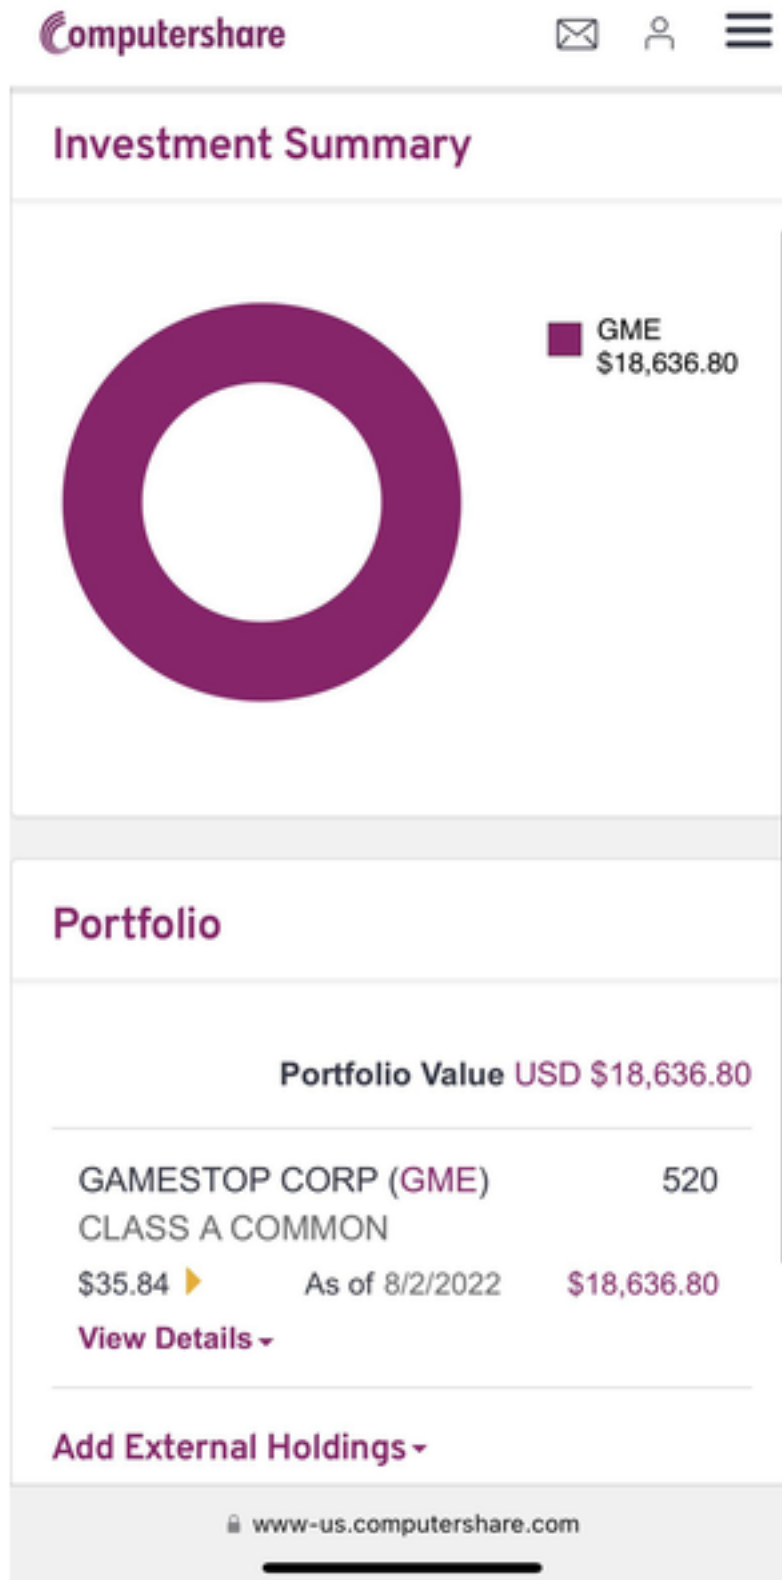 Computershare
Investment Summary
GME
$18,636.80
Portfolio
Portfolio Value USD $18,636.80
GAMESTOP CORP (GME) 520
CLASS A COMMON
$35.84 As of 8/2/2022 $18,636.80
View Details
Add External Holdings
www-us.computershare.com